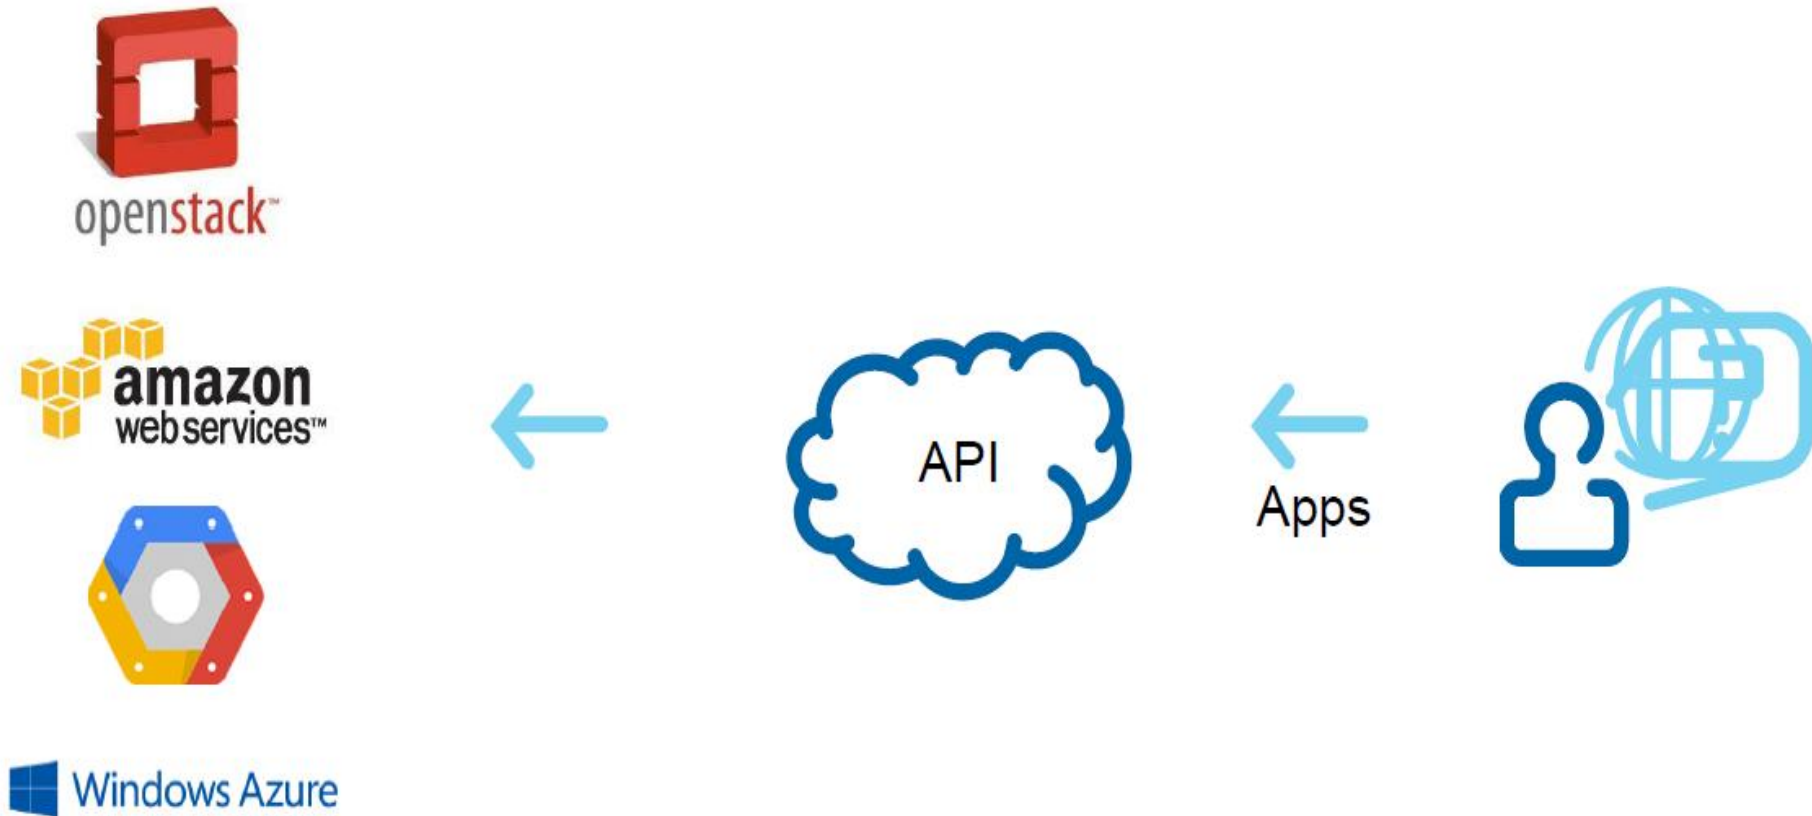 openstack™
amazon
webservices™
API
Apps
Windows Azure